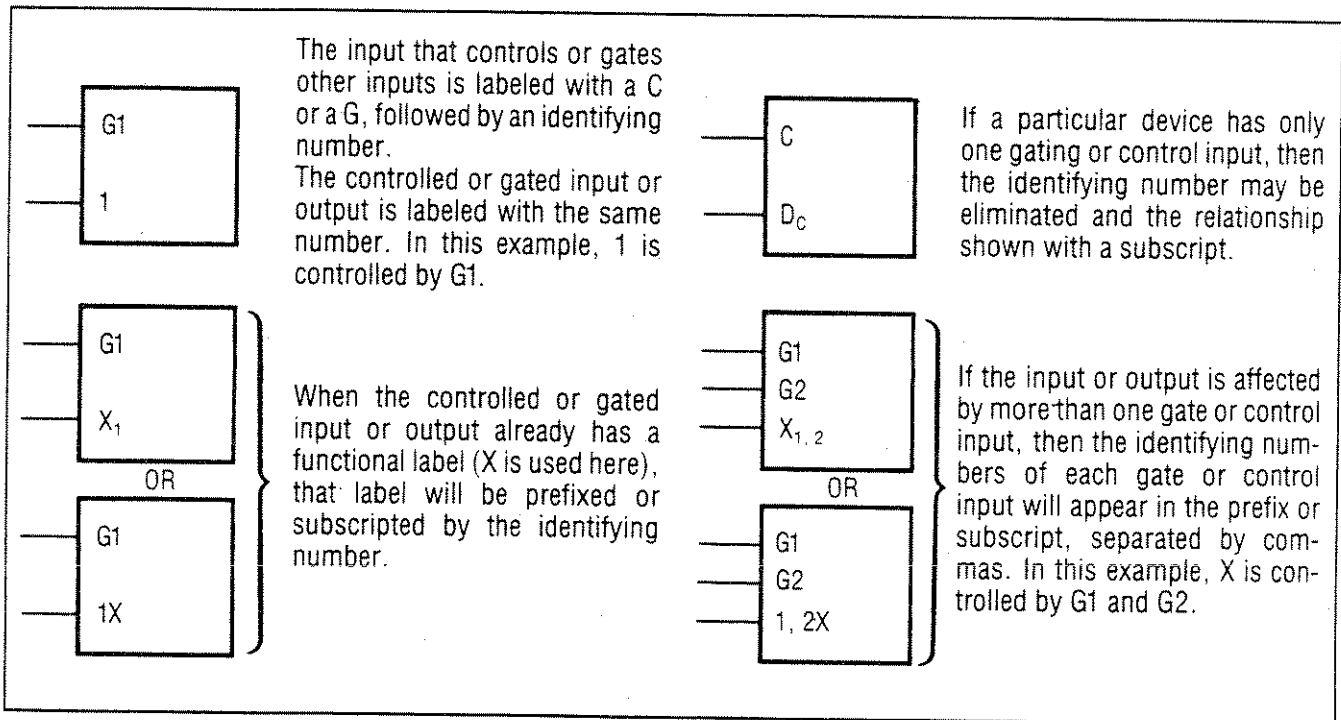 G1
1
The input that controls or gates
other inputs is labeled with a C
or a G, followed by an identifying
number.
The controlled or gated input or
output is labeled with the same
number. In this example, 1 is
controlled by G1.
C
D_C
If a particular device has only
one gating or control input, then
the identifying number may be
eliminated and the relationship
shown with a subscript.
G1
X₁
OR
G1
1X
When the controlled or gated
input or output already has a
functional label (X is used here),
that label will be prefixed or
subscripted by the identifying
number.
G1
G2
X₁, ₂
OR
G1
G2
1, 2X
If the input or output is affected
by more than one gate or control
input, then the identifying num-
bers of each gate or control
input will appear in the prefix or
subscript, separated by com-
mas. In this example, X is con-
trolled by G1 and G2.